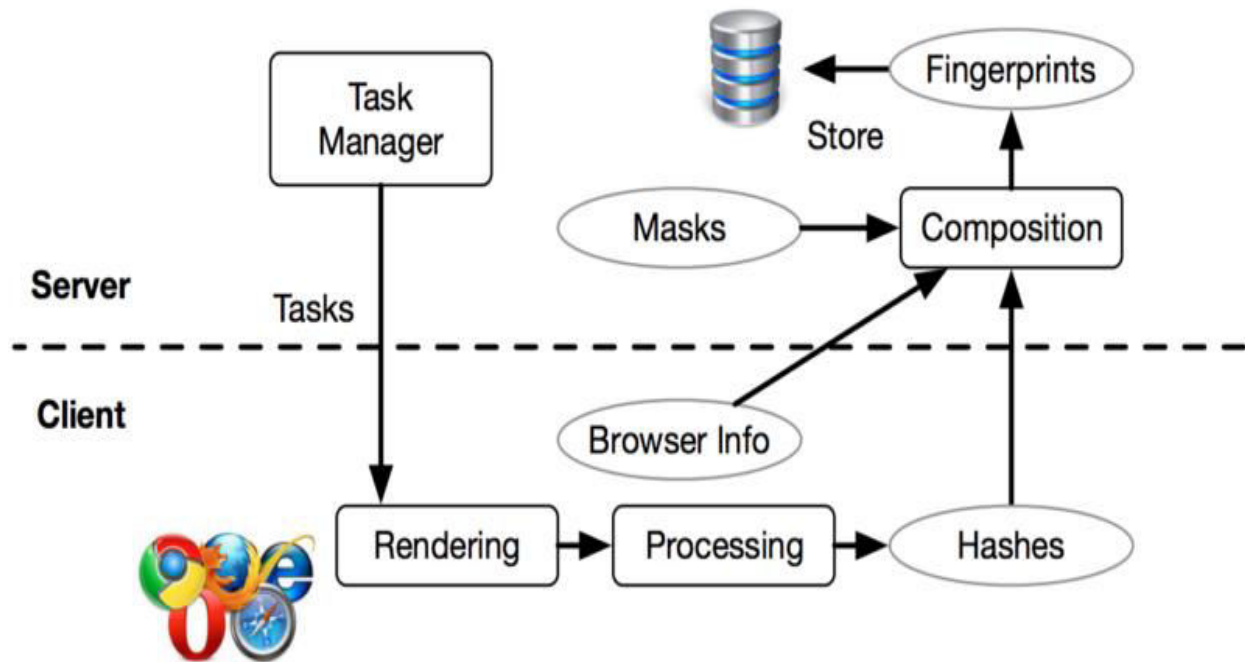 Task
Manager
Fingerprints
Store
Masks
Composition
Server
Tasks
Client
Browser Info
Rendering
Processing
Hashes